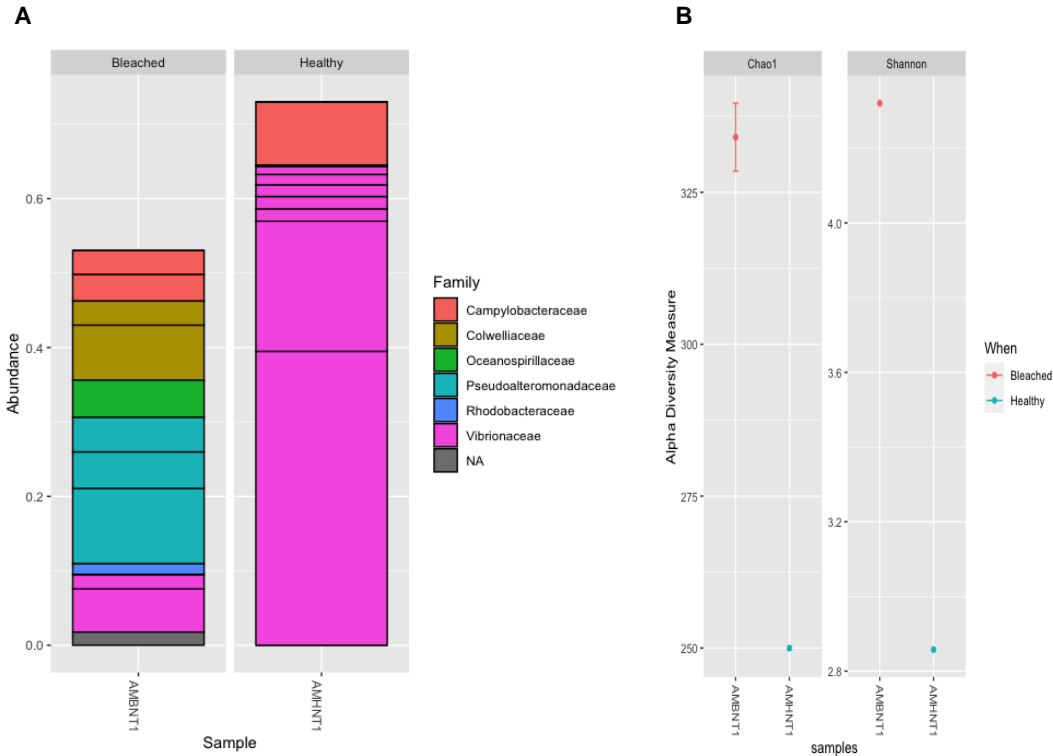 A
Bleached
Healthy
Abundance
0.6
0.4
0.2
0.0
AMBNT1
AMHNT1
Sample
Family
Campylobacteraceae
Colwelliaceae
Oceanospirillaceae
Pseudoalteromonadaceae
Rhodobacteraceae
Vibrionaceae
NA
B
Chao1
Shannon
Alpha Diversity Measure
325
300
275
250
4.0
3.6
3.2
2.8
AMBNT1
AMHNT1
AMBNT1
AMHNT1
samples
When
Bleached
Healthy